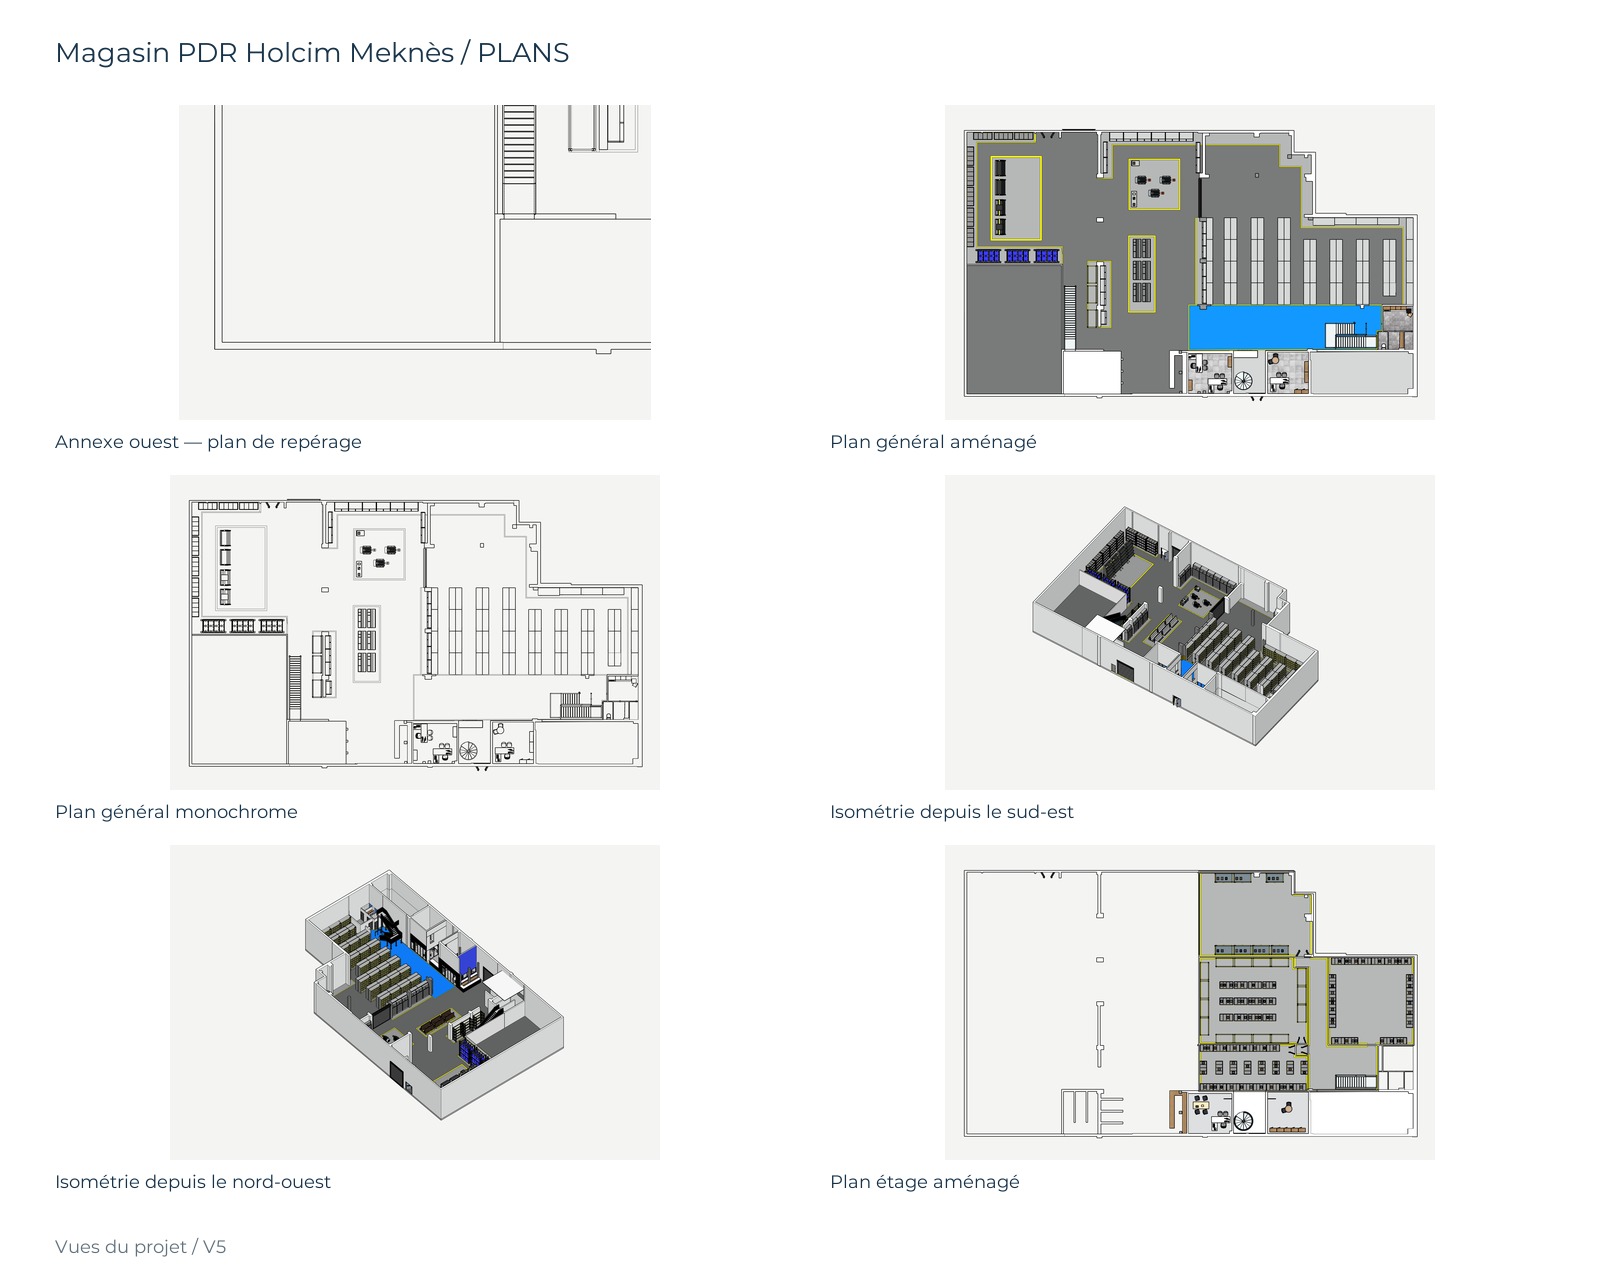 Magasin PDR Holcim Meknès / PLANS
Annexe ouest — plan de repérage
Plan général aménagé
Plan général monochrome
Isométrie depuis le sud-est
Isométrie depuis le nord-ouest
Plan étage aménagé
Vues du projet / V5